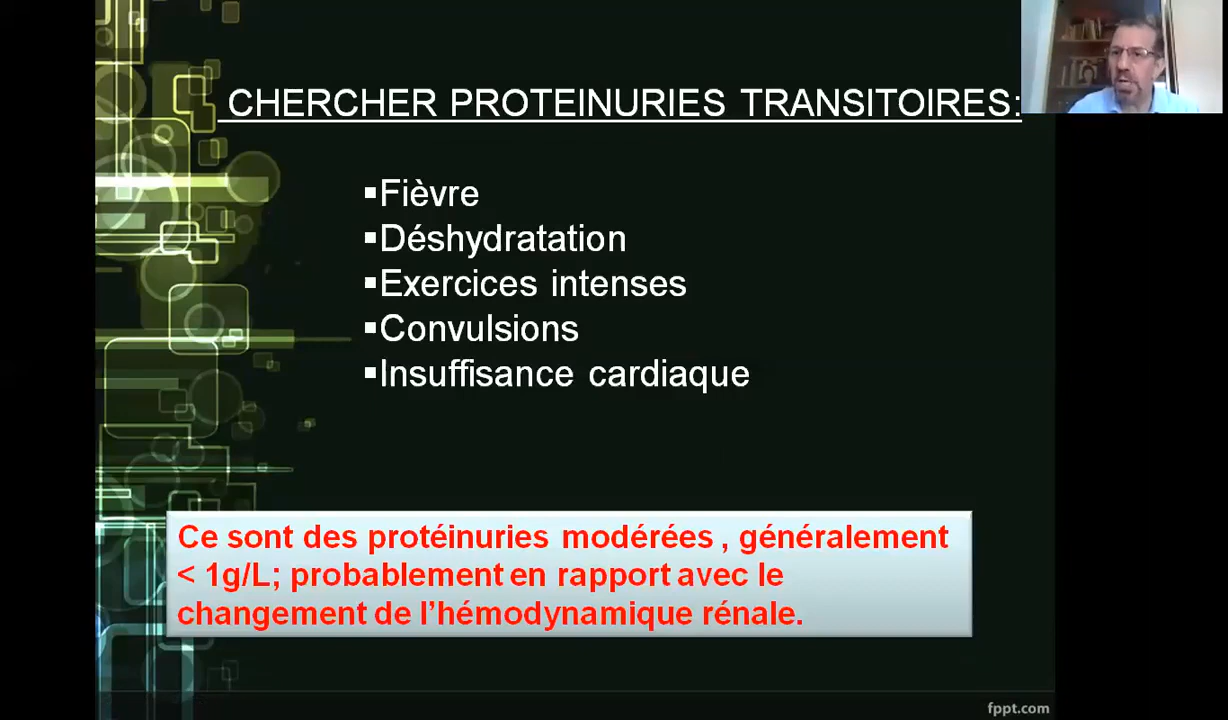 CHERCHER PROTEINURIES TRANSITOIRES:
▪Fièvre
▪Déshydratation
▪Exercices intenses
▪Convulsions
▪Insuffisance cardiaque
Ce sont des protéinuries modérées , généralement
< 1g/L; probablement en rapport avec le
changement de l’hémodynamique rénale.
fppt.com